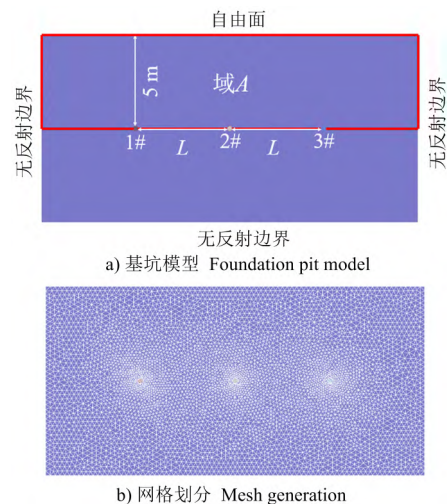 自由面
无反射边界
5 m
域A
无反射边界
1# L 2# L 3#
无反射边界
a) 基坑模型 Foundation pit model
b) 网格划分 Mesh generation